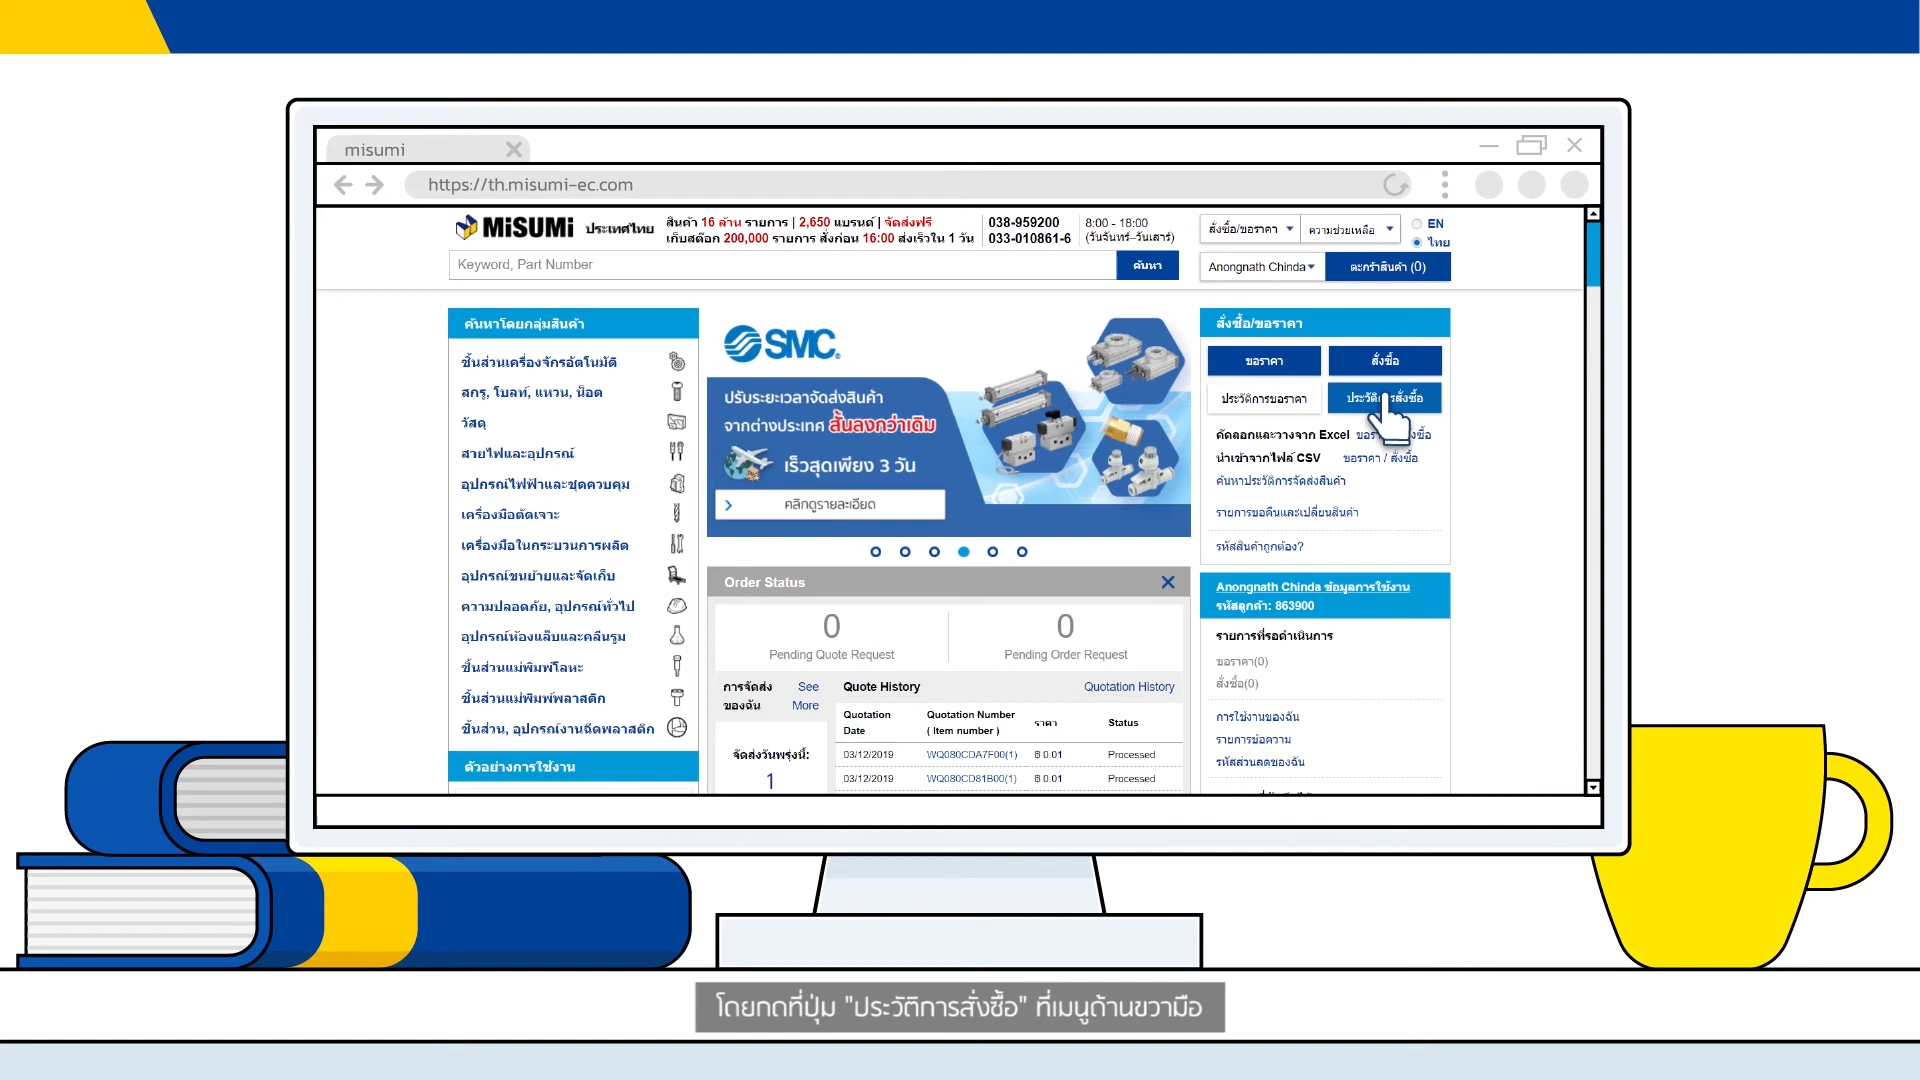 misumi
https://th.misumi-ec.com
MiSUMi ประเทศไทย
สินค้า 16 ล้าน รายการ | 2,650 แบรนด์ | จัดส่งฟรี
เก็บสต๊อก 200,000 รายการ สั่งก่อน 16:00 ส่งเร็วใน 1 วัน
038-959200
033-010861-6
8:00 - 18:00
(วันจันทร์–วันเสาร์)
สั่งซื้อ/ขอราคา
ความช่วยเหลือ
EN
ไทย
Keyword, Part Number
ค้นหา
Anongnath Chinda
ตะกร้าสินค้า (0)
ค้นหาโดยกลุ่มสินค้า
ชิ้นส่วนเครื่องจักรอัตโนมัติ
สกรู, โบลท์, แหวน, น็อต
วัสดุ
สายไฟและอุปกรณ์
อุปกรณ์ไฟฟ้าและชุดควบคุม
เครื่องมือตัดเจาะ
เครื่องมือในกระบวนการผลิต
อุปกรณ์ขนย้ายและจัดเก็บ
ความปลอดภัย, อุปกรณ์ทั่วไป
อุปกรณ์ห้องแล็บและคลีนรูม
ชิ้นส่วนแม่พิมพ์โลหะ
ชิ้นส่วนแม่พิมพ์พลาสติก
ชิ้นส่วน, อุปกรณ์งานฉีดพลาสติก
ตัวอย่างการใช้งาน
SMC
ปรับระยะเวลาจัดส่งสินค้า
จากต่างประเทศ สั้นลงกว่าเดิม
เร็วสุดเพียง 3 วัน
คลิกดูรายละเอียด
Order Status
0
Pending Quote Request
0
Pending Order Request
การจัดส่ง
ของฉัน
See
More
จัดส่งวันพรุ่งนี้:
1
Quote History
Quotation History
Quotation Date
Quotation Number ( Item number )
ราคา
Status
03/12/2019 WQ080CDA7F00(1) ฿ 0.01 Processed
03/12/2019 WQ080CD81B00(1) ฿ 0.01 Processed
สั่งซื้อ/ขอราคา
ขอราคา
สั่งซื้อ
ประวัติการขอราคา
คัดลอกและวางจาก Excel
นำเข้าจากไฟล์ CSV ขอราคา / สั่งซื้อ
ค้นหาประวัติการจัดส่งสินค้า
รายการขอคืนและเปลี่ยนสินค้า
รหัสสินค้าถูกต้อง?
Anongnath Chinda ข้อมูลการใช้งาน
รหัสลูกค้า: 863900
รายการที่รอดำเนินการ
ขอราคา(0)
สั่งซื้อ(0)
การใช้งานของฉัน
รายการข้อความ
รหัสส่วนลดของฉัน
โดยกดที่ปุ่ม "ประวัติการสั่งซื้อ" ที่เมนูด้านขวามือ